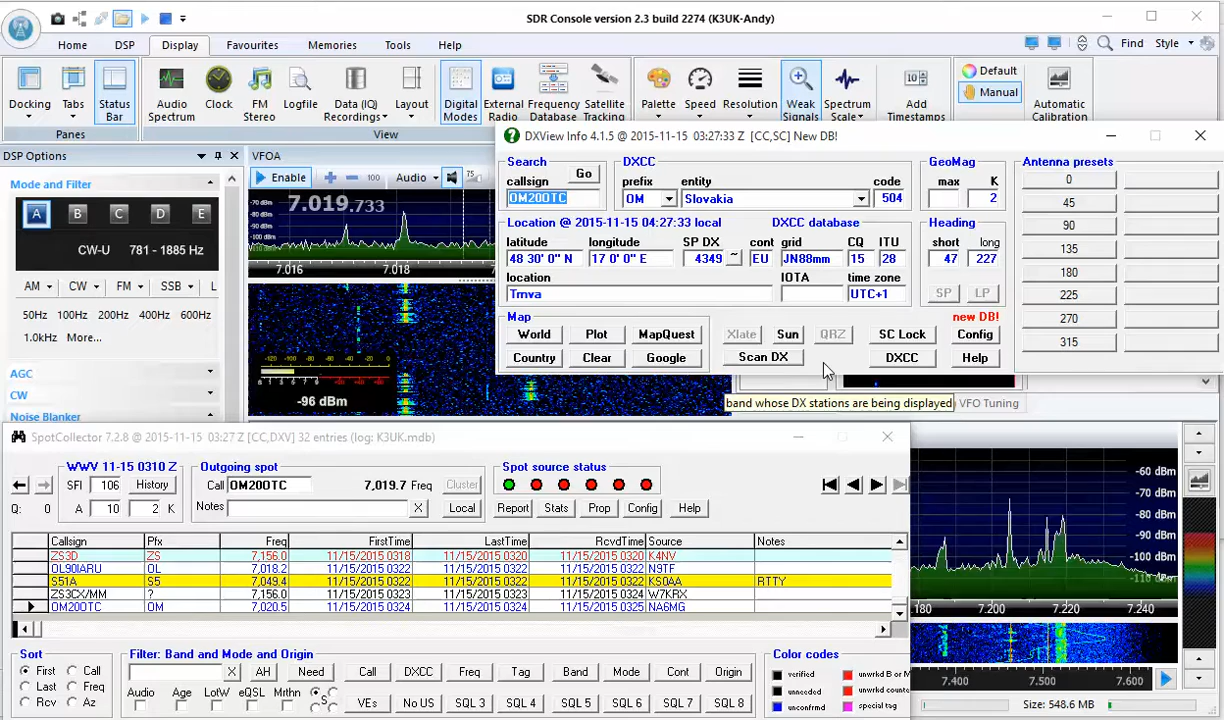 SDR Console version 2.3 build 2274 (K3UK-Andy)
Home DSP Display Favourites Memories Tools Help Find Style
Docking Tabs Status Bar
Audio Spectrum Clock FM Stereo Logfile Data (IQ) Recordings Layout Digital Modes External Radio Frequency Database Satellite Tracking
Palette Speed Resolution Weak Signals Spectrum Scale Add Timestamps
Default
Manual
Automatic Calibration
Panes View
DXView Info 4.1.5 @ 2015-11-15 03:27:33 Z [CC,SC] New DB!
DSP Options
Mode and Filter
A B C D E
CW-U 781 - 1885 Hz
AM CW FM SSB L
50Hz 100Hz 200Hz 400Hz 600Hz
1.0kHz More...
AGC
CW
Noise Blanker
VFOA
Enable 100 Audio 75
7.019.733
7.016 7.018
-96 dBm
Search DXCC GeoMag Antenna presets
callsign Go prefix entity code max K
OM200TC OM Slovakia 504 2
Location @ 2015-11-15 04:27:33 local DXCC database Heading
latitude longitude SP DX cont grid CQ ITU short long
48 30' 0" N 17 0' 0" E 4349 ~ EU JN88mm 15 28 47 227
location IOTA time zone
Trnva UTC+1 SP LP
Map new DB!
World Plot MapQuest Xlate Sun QRZ SC Lock Config
Country Clear Google Scan DX DXCC Help
0
45
90
135
180
225
270
315
band whose DX stations are being displayed VFO Tuning
SpotCollector 7.2.8 @ 2015-11-15 03:27 Z [CC,DXV] 32 entries (log: K3UK.mdb)
WWV 11-15 0310 Z Outgoing spot Spot source status
SFI 106 History Call OM200TC 7,019.7 Freq Cluster
Q: 0 A 10 2 K Notes X Local Report Stats Prop Config Help
Callsign Pfx Freq FirstTime LastTime RcvdTime Source Notes
ZS3D ZS 7,156.0 11/15/2015 0318 11/15/2015 0320 11/15/2015 0320 K4NV
OL90IARU OL 7,018.2 11/15/2015 0322 11/15/2015 0322 11/15/2015 0322 N9TF
S51A S5 7,049.4 11/15/2015 0322 11/15/2015 0322 11/15/2015 0322 KS0AA RTTY
ZS3CX/MM ? 7,156.0 11/15/2015 0323 11/15/2015 0323 11/15/2015 0324 W7KRX
OM200TC OM 7,020.5 11/15/2015 0324 11/15/2015 0324 11/15/2015 0325 NA6MG
Sort Filter: Band and Mode and Origin Color codes
First Call X AH Need Call DXCC Freq Tag Band Mode Cont Origin verified unwrkd B or M
Last Freq Audio Age LotW eQSL Mrthn S unneeded unwrkd counte
Rcv Az VEs No US SQL 3 SQL 4 SQL 5 SQL 6 SQL 7 SQL 8 unconfrmd special tag
-60 dBm
-70 dBm
-80 dBm
-90 dBm
-100 dBm
-110 dBm
.180 7.200 7.220 7.240
7.400 7.500 7.600
Size: 548.6 MB